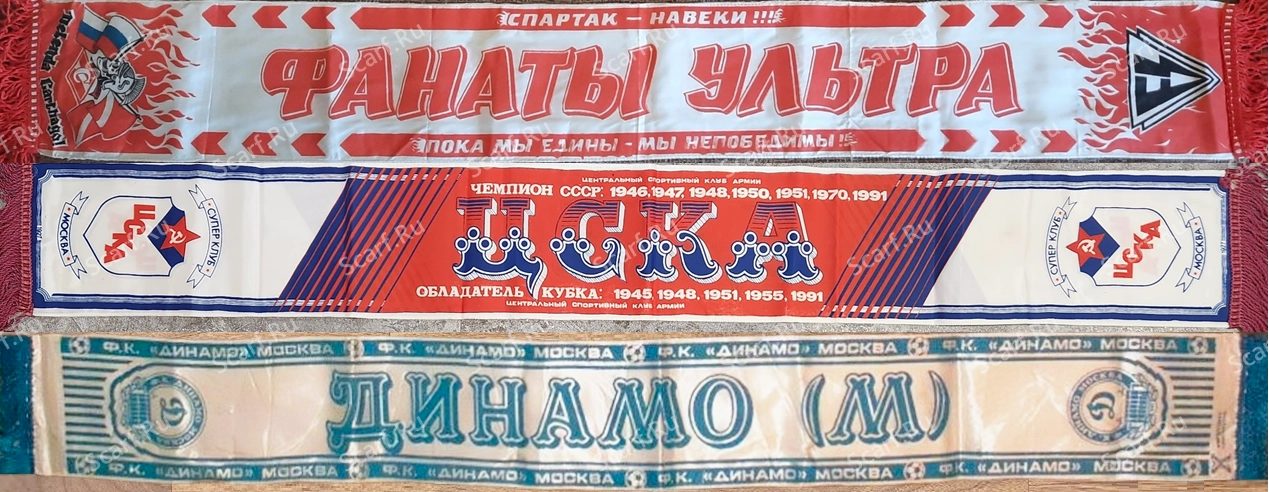 СПАРТАК – НАВЕКИ!!!
ФАНАТЫ УЛЬТРА
ПОКА МЫ ЕДИНЫ - МЫ НЕПОБЕДИМЫ!
ЦЕНТРАЛЬНЫЙ СПОРТИВНЫЙ КЛУБ АРМИИ
ЧЕМПИОН СССР: 1946, 1947, 1948, 1950, 1951, 1970, 1991
МОСКВА
ЦСКА
СУПЕР КЛУБ
ЦСКА
СУПЕР КЛУБ
ЦСКА
МОСКВА
ОБЛАДАТЕЛЬ КУБКА: 1945, 1948, 1951, 1955, 1991
ЦЕНТРАЛЬНЫЙ СПОРТИВНЫЙ КЛУБ АРМИИ
Ф.К. «ДИНАМО» МОСКВА Ф.К. «ДИНАМО» МОСКВА Ф.К. «ДИНАМО» МОСКВА Ф.К. «ДИНАМО» МОСКВА
ДИНАМО (М)
Д
Д
Ф.К. «ДИНАМО» МОСКВА Ф.К. «ДИНАМО» МОСКВА Ф.К. «ДИНАМО» МОСКВА Ф.К. «ДИНАМО» МОСКВА
Scarf.Ru